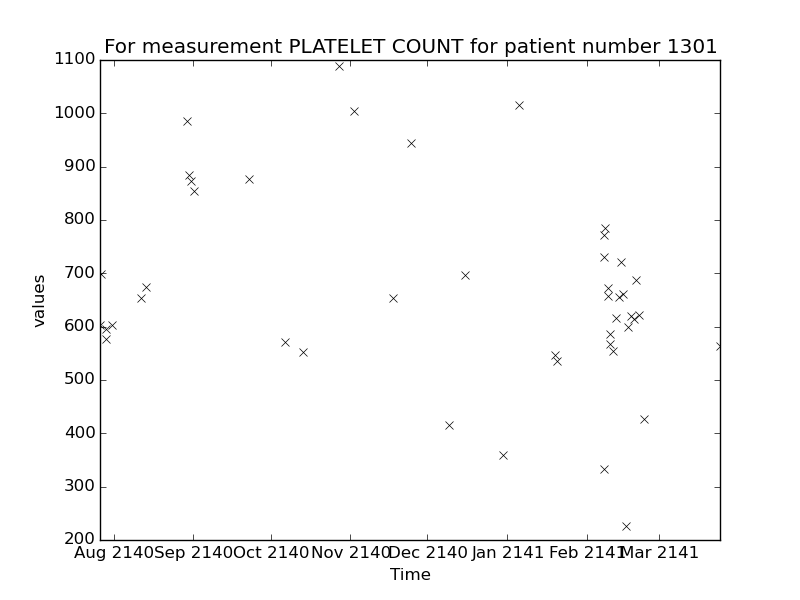 For measurement PLATELET COUNT for patient number 1301
1100
1000
900
800
700
600
500
400
300
200
values
Aug 2140 Sep 2140 Oct 2140 Nov 2140 Dec 2140 Jan 2141 Feb 2141 Mar 2141
Time